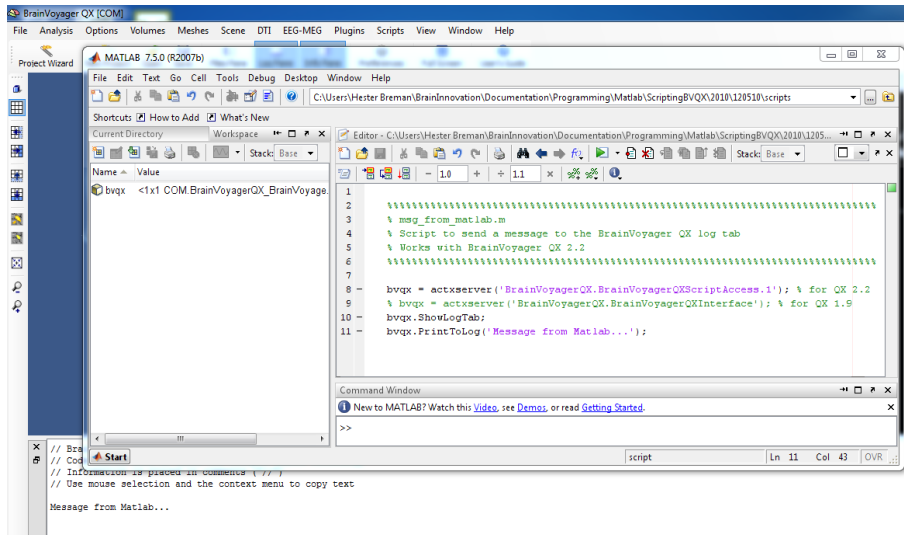 BrainVoyager QX [COM]
File Analysis Options Volumes Meshes Scene DTI EEG-MEG Plugins Scripts View Window Help
Project Wizard
MATLAB 7.5.0 (R2007b)
File Edit Text Go Cell Tools Debug Desktop Window Help
C:\Users\Hester Breman\BrainInnovation\Documentation\Programming\Matlab\ScriptingBVQX\2010\120510\scripts
Shortcuts How to Add What's New
Current Directory Workspace
Editor - C:\Users\Hester Breman\BrainInnovation\Documentation\Programming\Matlab\ScriptingBVQX\2010\1205...
Stack: Base
Stack: Base
Name Value
- 1.0 + ÷ 1.1 ×
bvqx <1x1 COM.BrainVoyagerQX_BrainVoyage.
1
2 %%%%%%%%%%%%%%%%%%%%%%%%%%%%%%%%%%%%%%%%%%%%%%%%%%%%%%%%%%%%%%%%%%%%%%%%%%%%%%
3 % msg_from_matlab.m
4 % Script to send a message to the BrainVoyager QX log tab
5 % Works with BrainVoyager QX 2.2
6 %%%%%%%%%%%%%%%%%%%%%%%%%%%%%%%%%%%%%%%%%%%%%%%%%%%%%%%%%%%%%%%%%%%%%%%%%%%%%%
7
8 - bvqx = actxserver('BrainVoyagerQX.BrainVoyagerQXScriptAccess.1'); % for QX 2.2
9 % bvqx = actxserver('BrainVoyagerQX.BrainVoyagerQXInterface'); % for QX 1.9
10 - bvqx.ShowLogTab;
11 - bvqx.PrintToLog('Message from Matlab...');
Command Window
New to MATLAB? Watch this Video, see Demos, or read Getting Started.
>>
Start
script Ln 11 Col 43 OVR
// Bra
// Cod
// Information is placed in comments ( // )
// Use mouse selection and the context menu to copy text
Message from Matlab...